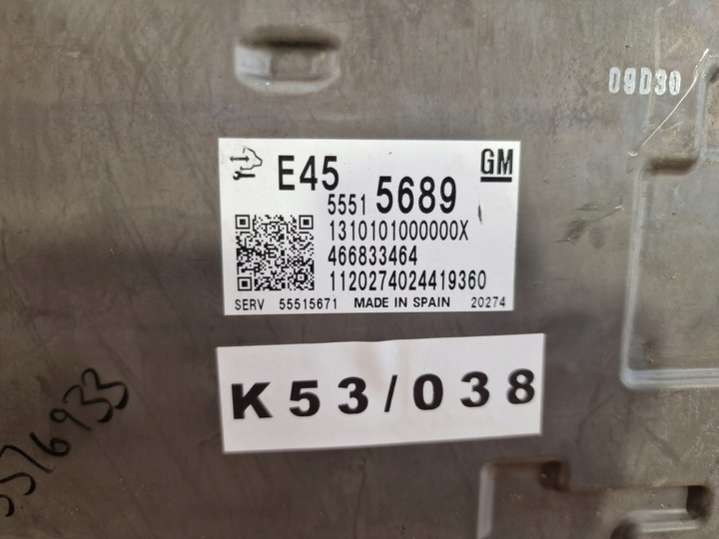 09D30
E45
GM
5551 5689
1310101000000X
466833464
1120274024419360
SERV 55515671 MADE IN SPAIN 20274
K53/038